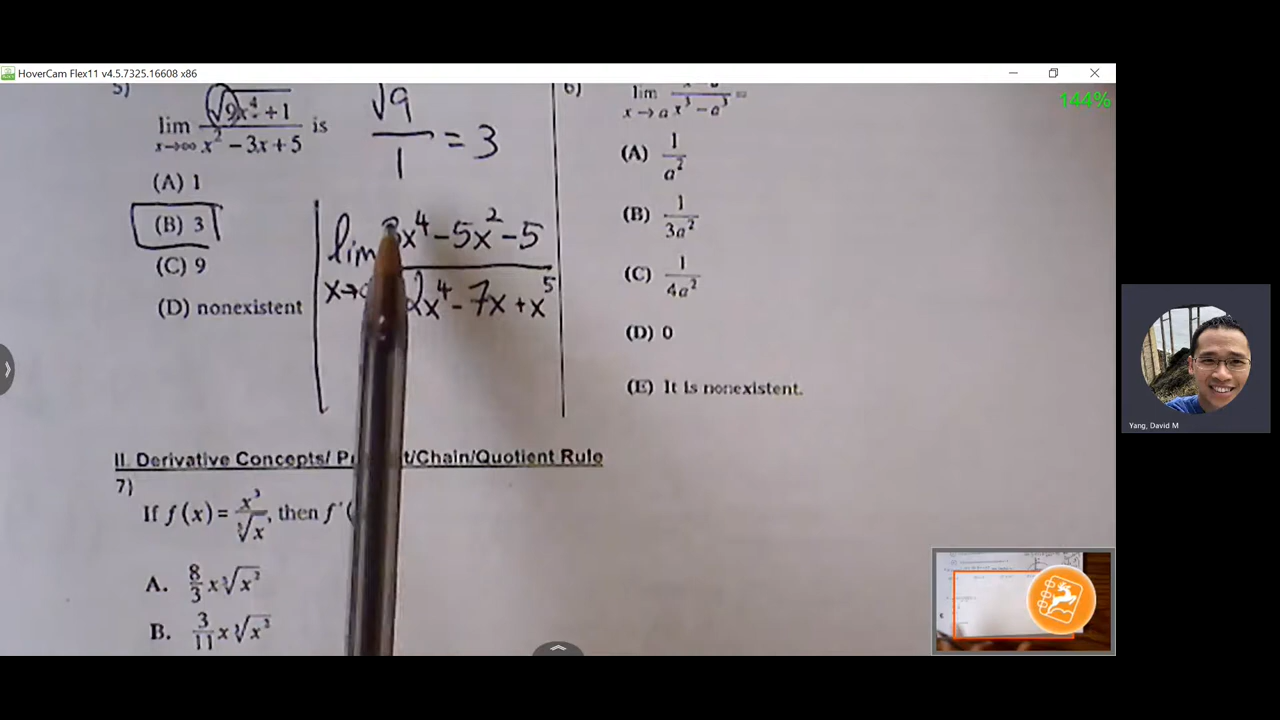 HoverCam Flex11 v4.5.7325.16608 x86
144%
5)
lim x→∞ √9x⁴ + 1 / x² − 3x + 5 is
√9 / 1 = 3
(A) 1
(B) 3
(C) 9
(D) nonexistent
lim x→ 3x⁴ − 5x² − 5 / 2x⁴ − 7x + x⁵
6)
lim x→a / x³ − a³ =
(A) 1/a²
(B) 1/3a²
(C) 1/4a²
(D) 0
(E) It is nonexistent.
II. Derivative Concepts/ P t/Chain/Quotient Rule
7)
If f(x) = x³/∛x, then f'(
A. 8/3 x ∛x²
B. 3/11 x ∛x²
Yang, David M